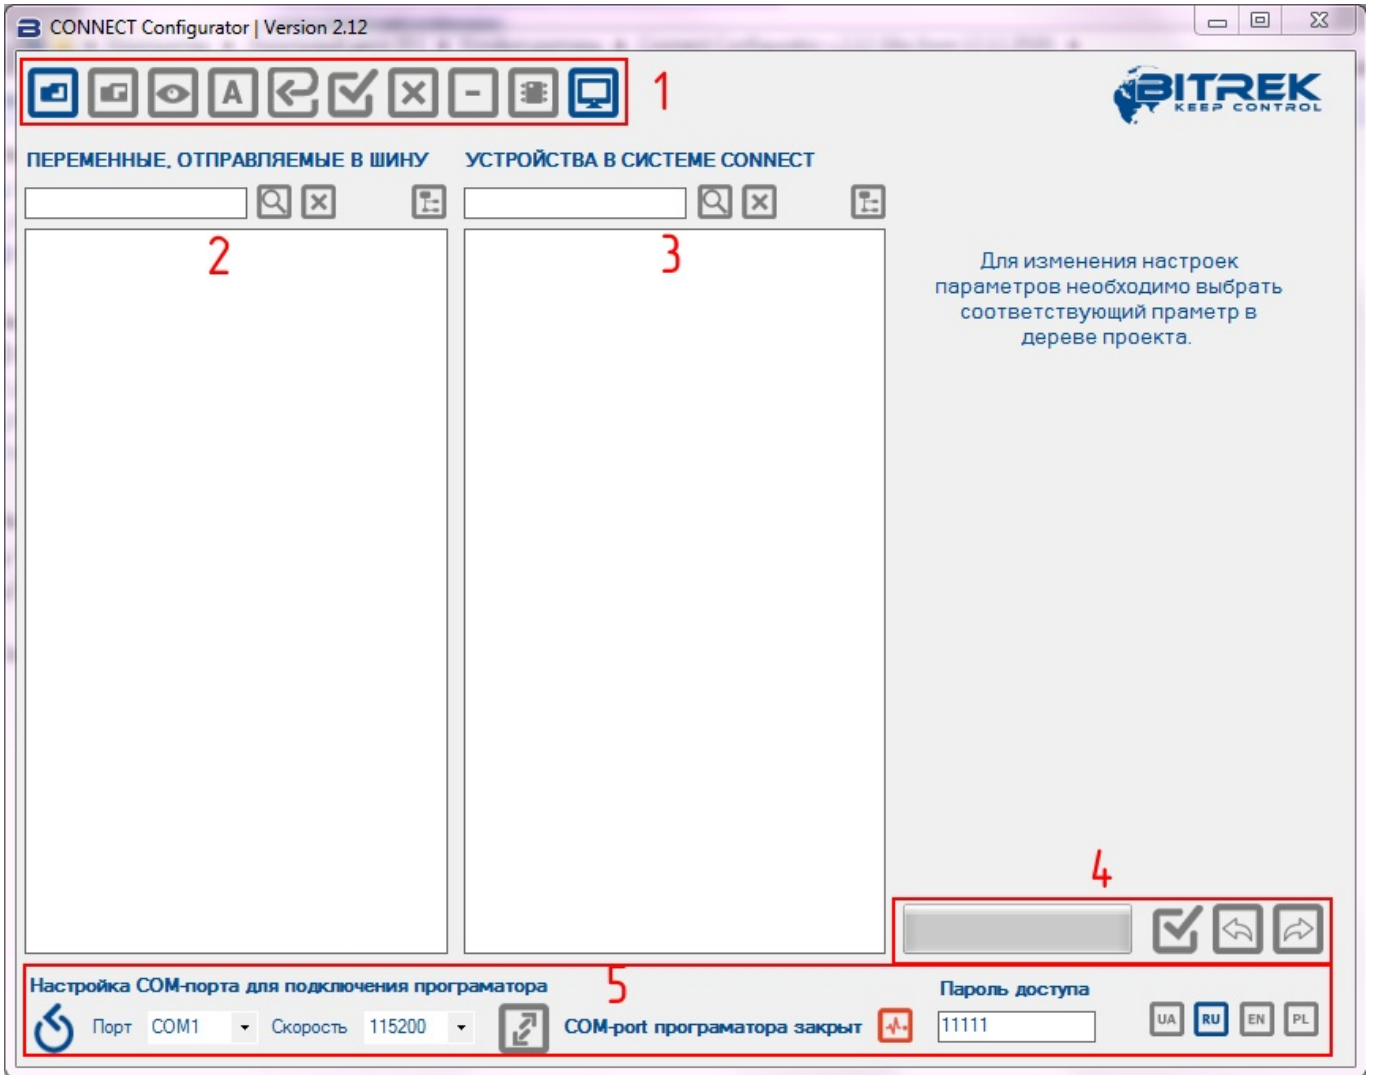 CONNECT Configurator | Version 2.12
A
1
BITREK
KEEP CONTROL
ПЕРЕМЕННЫЕ, ОТПРАВЛЯЕМЫЕ В ШИНУ
УСТРОЙСТВА В СИСТЕМЕ CONNECT
2
3
Для изменения настроек
параметров необходимо выбрать
соответствующий праметр в
дереве проекта.
4
5
Настройка COM-порта для подключения програматора
Порт COM1 Скорость 115200
COM-port програматора закрыт
Пароль доступа
11111
UA RU EN PL